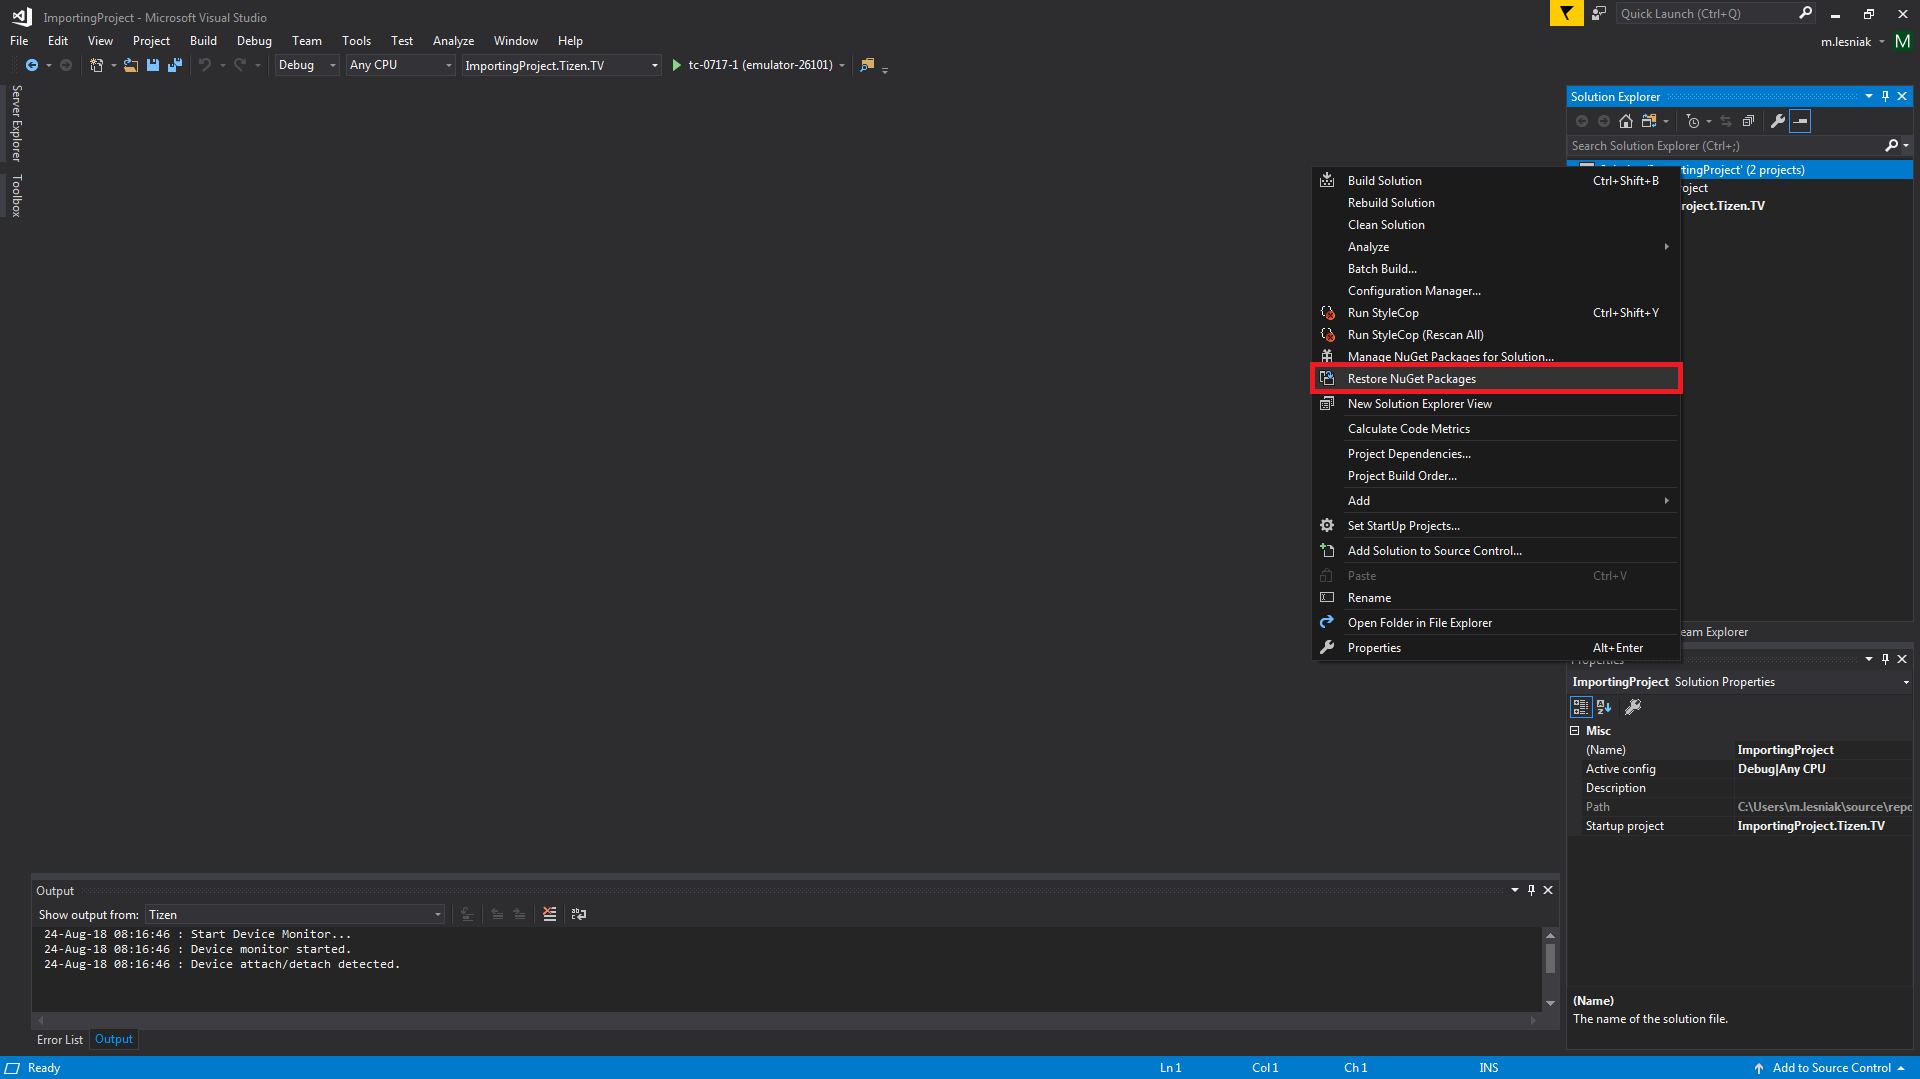 ImportingProject - Microsoft Visual Studio
Quick Launch (Ctrl+Q)
File Edit View Project Build Debug Team Tools Test Analyze Window Help
m.lesniak M
Debug Any CPU ImportingProject.Tizen.TV tc-0717-1 (emulator-26101)
Server Explorer
Toolbox
Solution Explorer
Search Solution Explorer (Ctrl+;)
tingProject' (2 projects)
oject
roject.Tizen.TV
Build Solution Ctrl+Shift+B
Rebuild Solution
Clean Solution
Analyze
Batch Build...
Configuration Manager...
Run StyleCop Ctrl+Shift+Y
Run StyleCop (Rescan All)
Manage NuGet Packages for Solution...
Restore NuGet Packages
New Solution Explorer View
Calculate Code Metrics
Project Dependencies...
Project Build Order...
Add
Set StartUp Projects...
Add Solution to Source Control...
Paste Ctrl+V
Rename
Open Folder in File Explorer
Properties Alt+Enter
eam Explorer
Properties
ImportingProject Solution Properties
Misc
(Name) ImportingProject
Active config Debug|Any CPU
Description
Path C:\Users\m.lesniak\source\repo
Startup project ImportingProject.Tizen.TV
(Name)
The name of the solution file.
Output
Show output from: Tizen
24-Aug-18 08:16:46 : Start Device Monitor...
24-Aug-18 08:16:46 : Device monitor started.
24-Aug-18 08:16:46 : Device attach/detach detected.
Error List Output
Ready Ln 1 Col 1 Ch 1 INS Add to Source Control